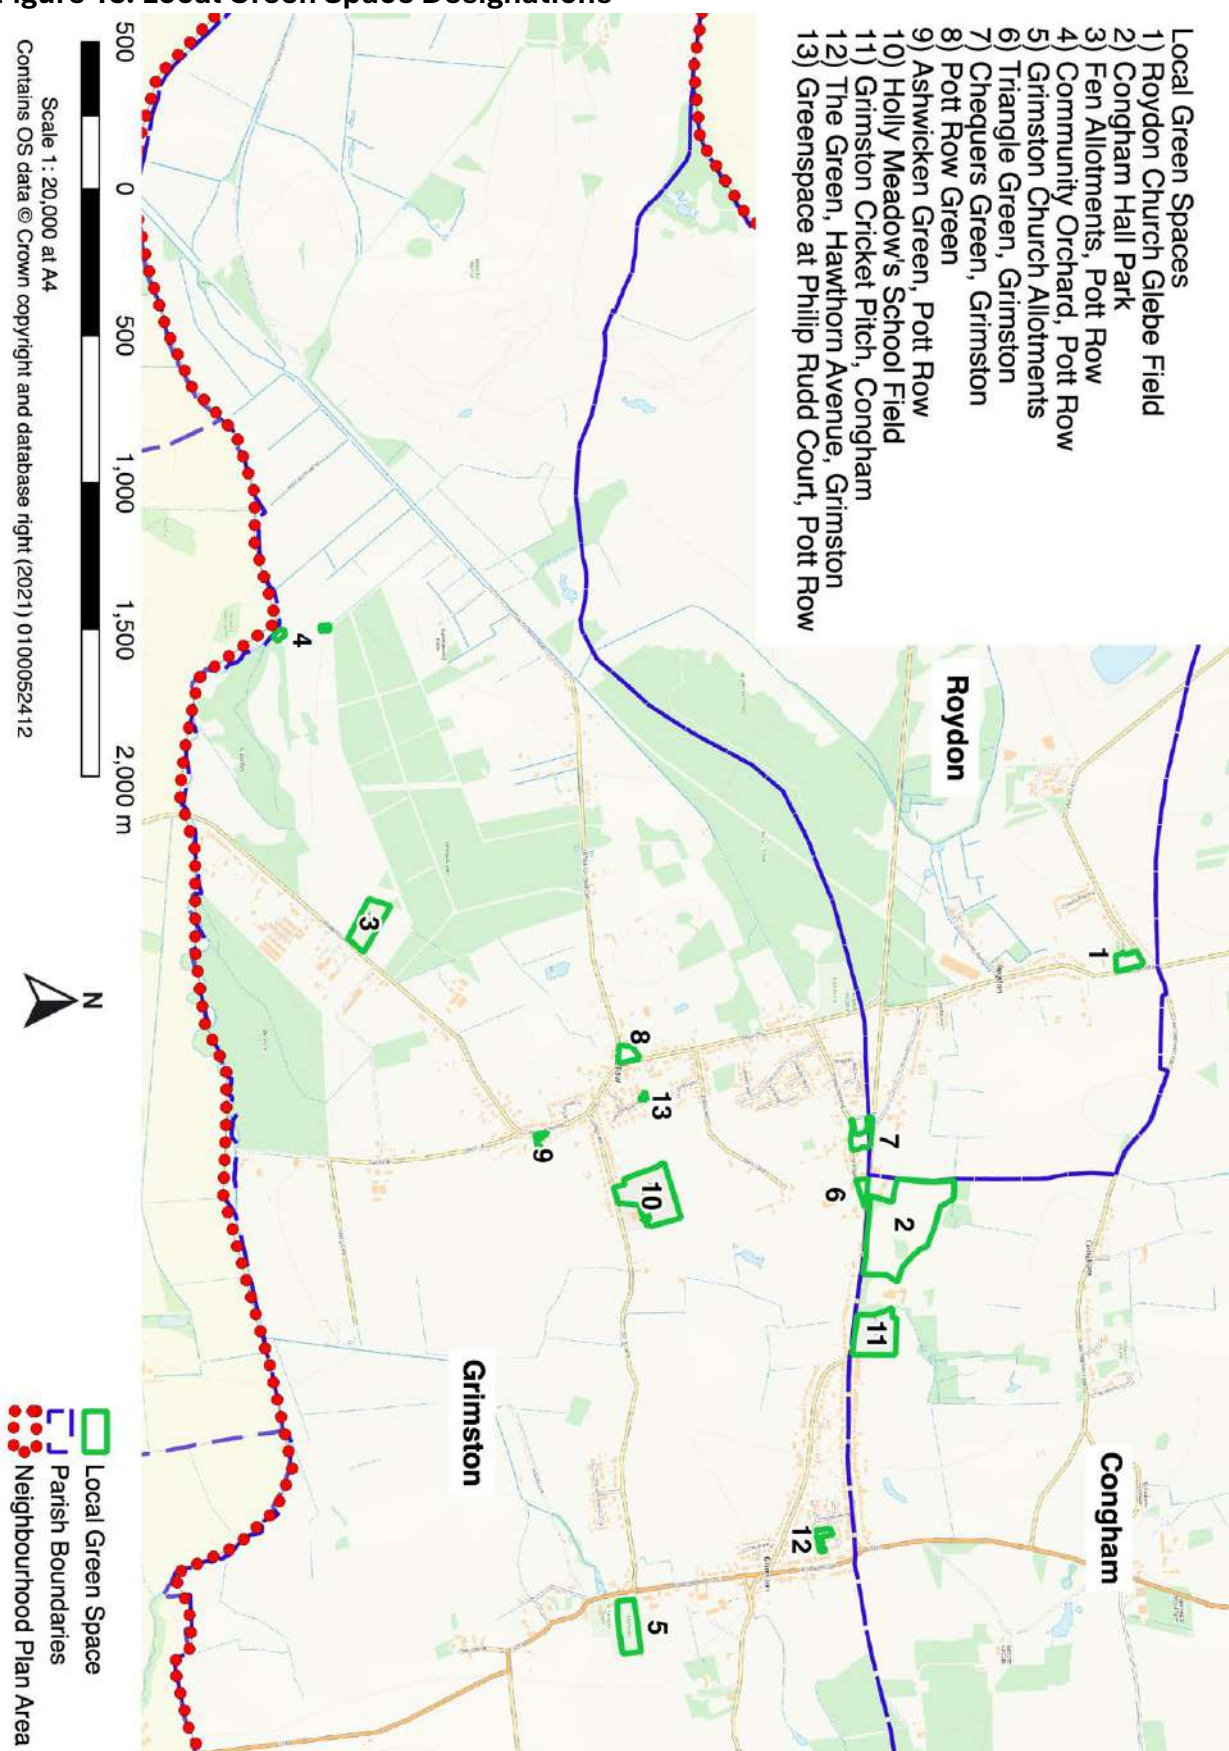 Figure 18: Local Green Space Designations
Local Green Spaces
1) Roydon Church Glebe Field
2) Congham Hall Park
3) Fen Allotments, Pott Row
4) Community Orchard, Pott Row
5) Grimston Church Allotments
6) Triangle Green, Grimston
7) Chequers Green, Grimston
8) Pott Row Green
9) Ashwicken Green, Pott Row
10) Holly Meadow's School Field
11) Grimston Cricket Pitch, Congham
12) The Green, Hawthorn Avenue, Grimston
13) Greenspace at Philip Rudd Court, Pott Row
Roydon
1
Roydon
Congham
Congham
7
2
6
11
12
Grimston
8
13
10
5
9
3
4
Grimston
N
500 0 500 1,000 1,500 2,000 m
Scale 1: 20,000 at A4
Contains OS data © Crown copyright and database right (2021) 0100052412
Local Green Space
Parish Boundaries
Neighbourhood Plan Area